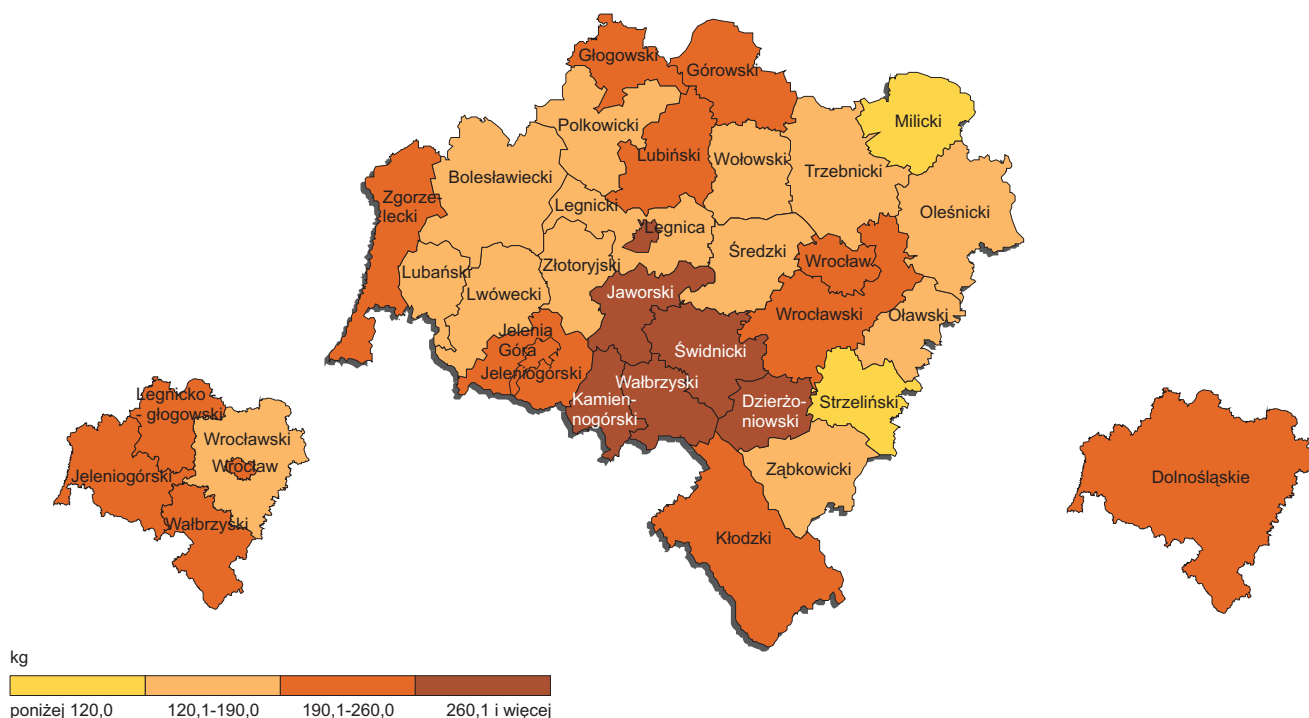 Głogowski
Górowski
Milicki
Polkowicki
Lubiński
Wołowski
Trzebnicki
Bolesławiecki
Zgorze-
lecki
Legnicki
Oleśnicki
Legnica
Średzki
Wrocław
Złotoryjski
Lubański
Lwówecki
Jaworski
Wrocławski
Oławski
Jelenia
Góra
Świdnicki
Jeleniogórski
Wałbrzyski
Kamien-
nogórski
Dzierżo-
niowski
Strzeliński
Ząbkowicki
Kłodzki
Legnicko -
- głogowski
Wrocławski
Wrocław
Jeleniogórski
Wałbrzyski
Dolnośląskie
kg
poniżej 120,0
120,1-190,0
190,1-260,0
260,1 i więcej